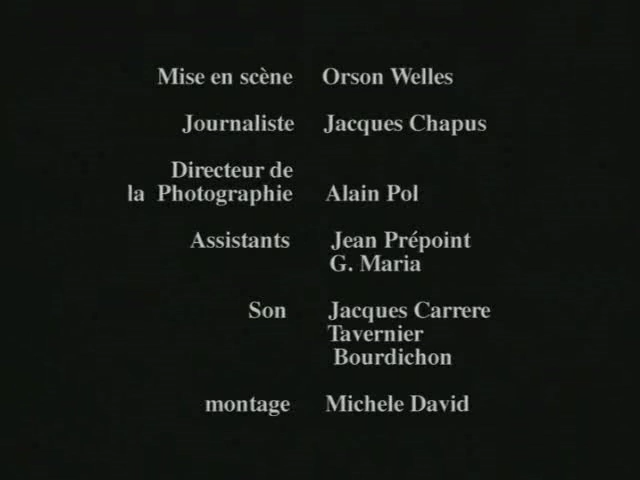 Mise en scène Orson Welles
Journaliste Jacques Chapus
Directeur de
la Photographie Alain Pol
Assistants Jean Prépoint
G. Maria
Son Jacques Carrere
Tavernier
Bourdichon
montage Michele David